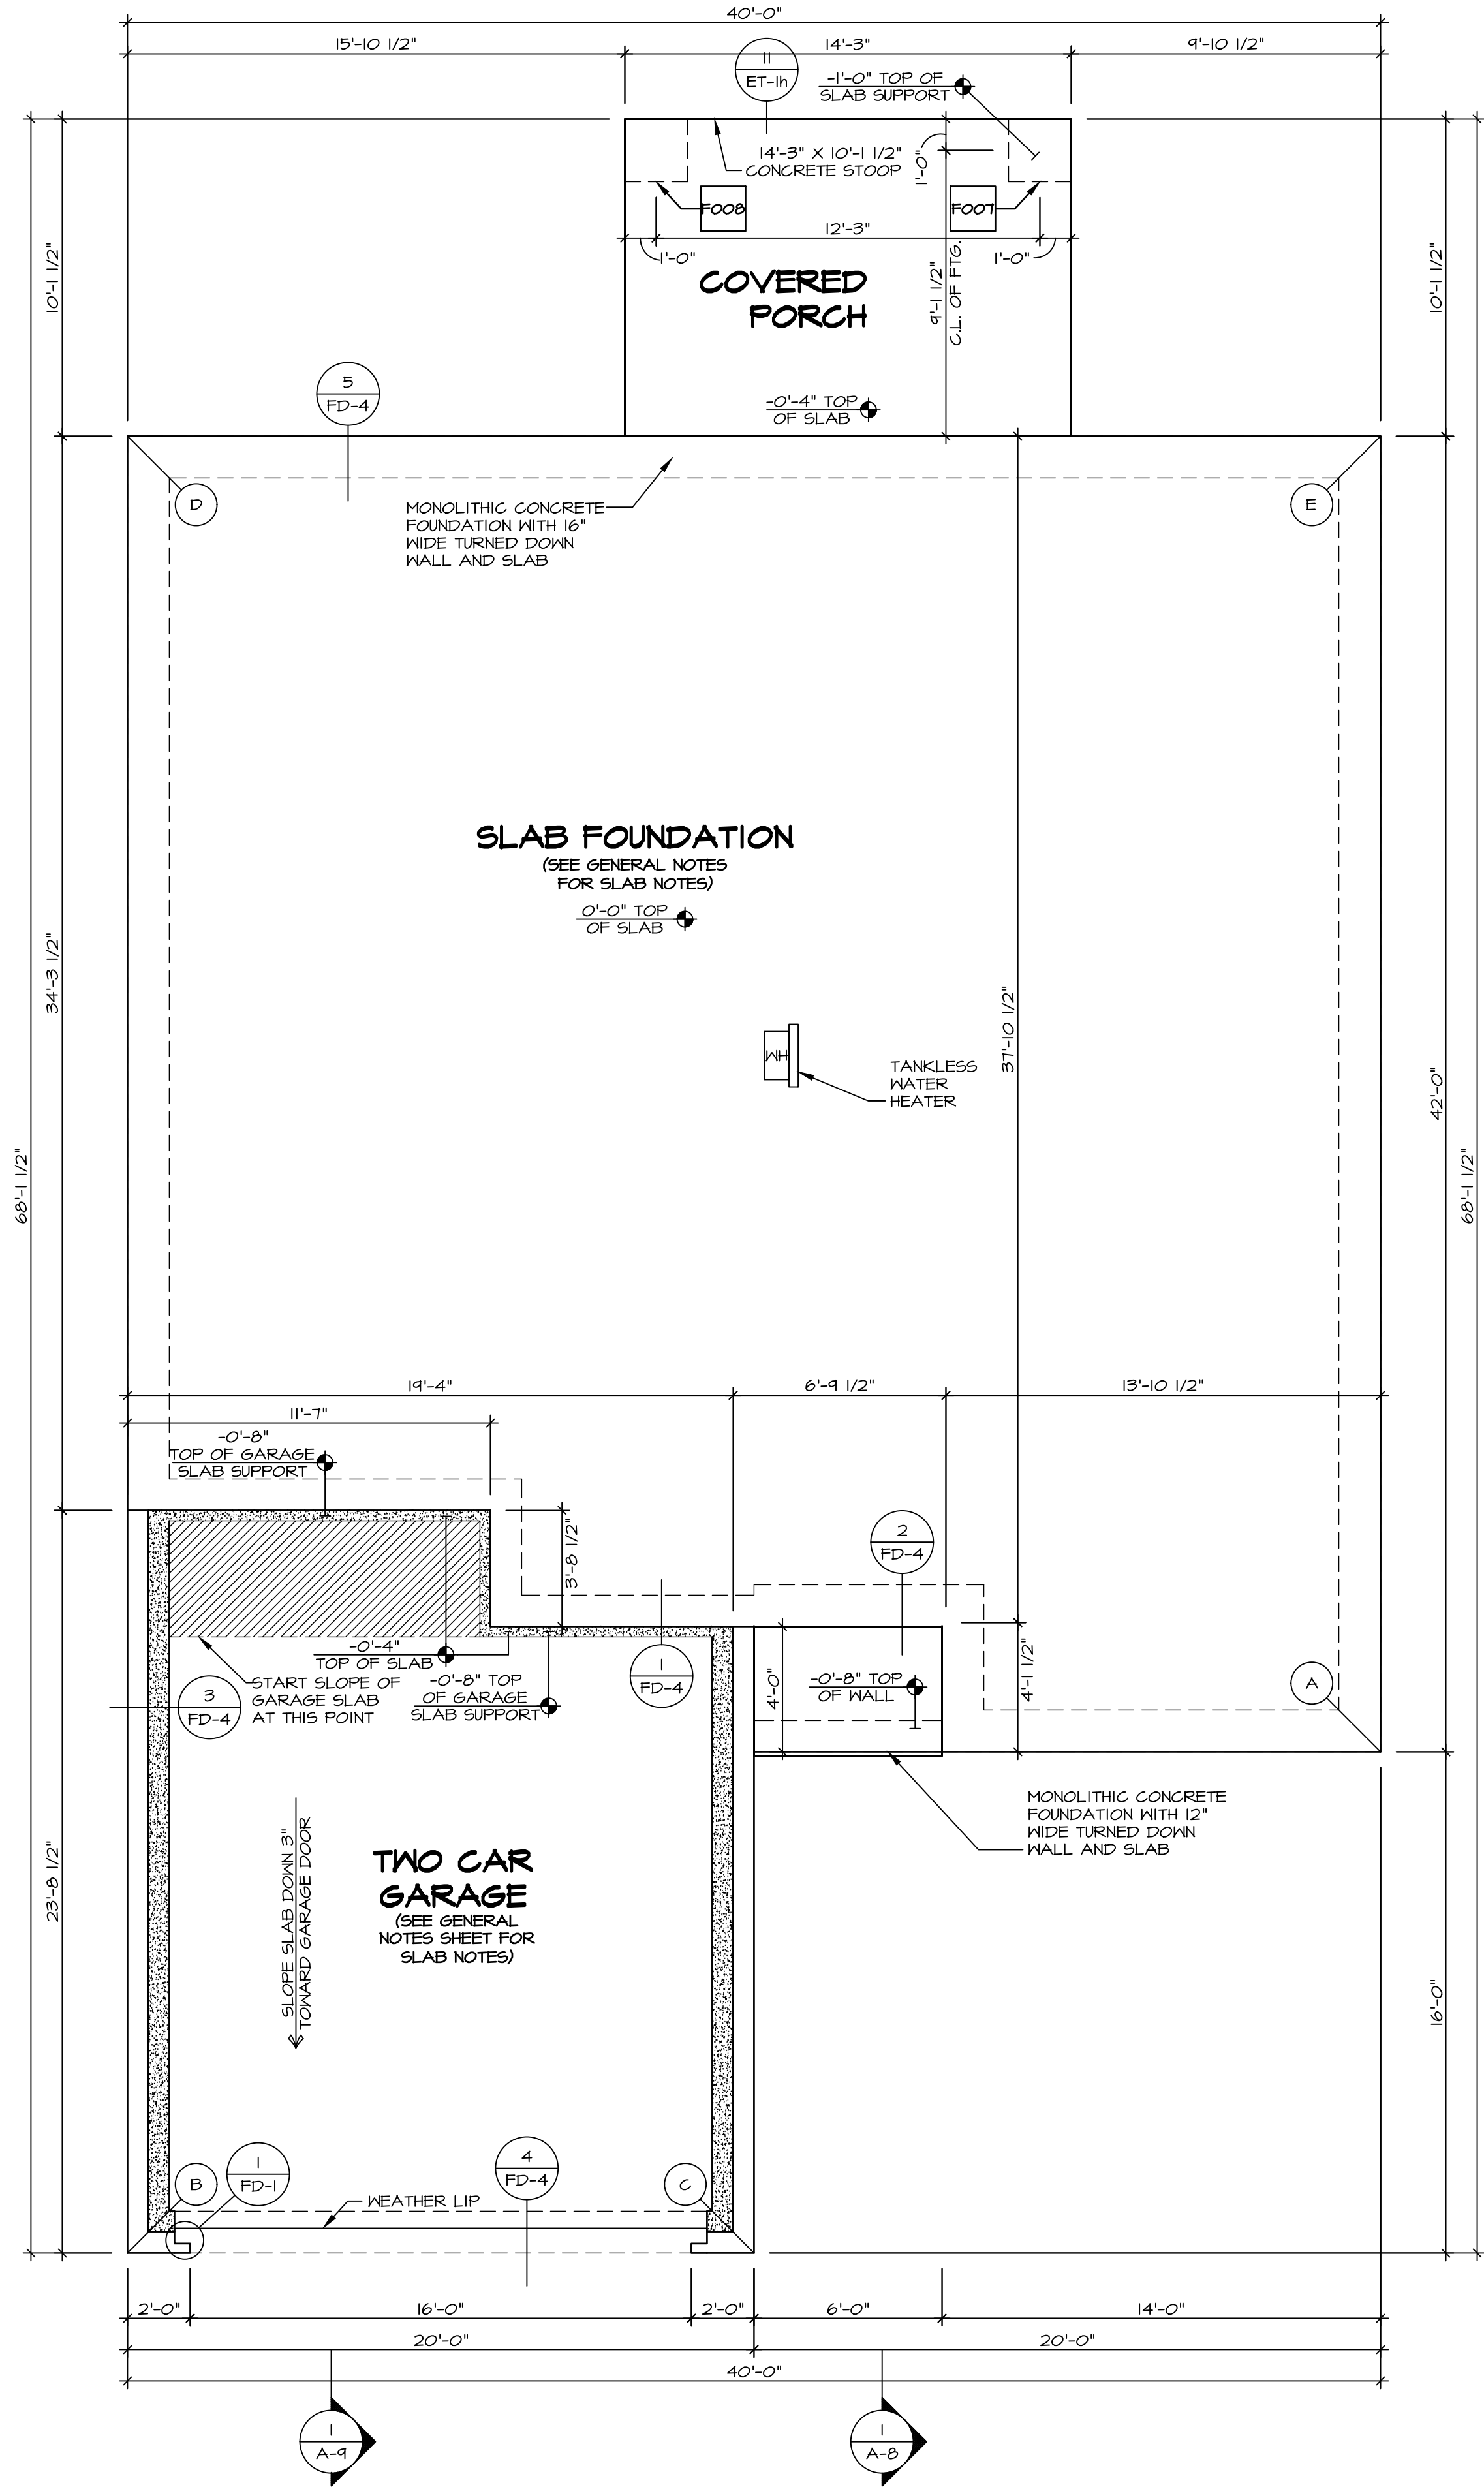 40'-0"
15'-10 1/2"
14'-3"
9'-10 1/2"
11
ET-1h
-1'-0" TOP OF
SLAB SUPPORT
14'-3" X 10'-1 1/2"
CONCRETE STOOP
1'-0"
F008
F007
12'-3"
1'-0"
1'-0"
COVERED
PORCH
9'-1 1/2"
C.L. OF FTG.
10'-1 1/2"
10'-1 1/2"
5
FD-4
-0'-4" TOP
OF SLAB
D
E
MONOLITHIC CONCRETE
FOUNDATION WITH 16"
WIDE TURNED DOWN
WALL AND SLAB
SLAB FOUNDATION
(SEE GENERAL NOTES
FOR SLAB NOTES)
0'-0" TOP
OF SLAB
34'-3 1/2"
37'-10 1/2"
WH
TANKLESS
WATER
HEATER
42'-0"
68'-1 1/2"
68'-1 1/2"
19'-4"
6'-9 1/2"
13'-10 1/2"
11'-7"
-0'-8"
TOP OF GARAGE
SLAB SUPPORT
3'-8 1/2"
2
FD-4
-0'-4"
TOP OF SLAB
START SLOPE OF
GARAGE SLAB
AT THIS POINT
3
FD-4
-0'-8" TOP
OF GARAGE
SLAB SUPPORT
1
FD-4
4'-0"
-0'-8" TOP
OF WALL
4'-1 1/2"
A
MONOLITHIC CONCRETE
FOUNDATION WITH 12"
WIDE TURNED DOWN
WALL AND SLAB
23'-8 1/2"
SLOPE SLAB DOWN 3"
TOWARD GARAGE DOOR
TWO CAR
GARAGE
(SEE GENERAL
NOTES SHEET FOR
SLAB NOTES)
16'-0"
B
1
FD-1
4
FD-4
C
WEATHER LIP
2'-0"
16'-0"
2'-0"
6'-0"
14'-0"
20'-0"
20'-0"
40'-0"
1
A-9
1
A-8